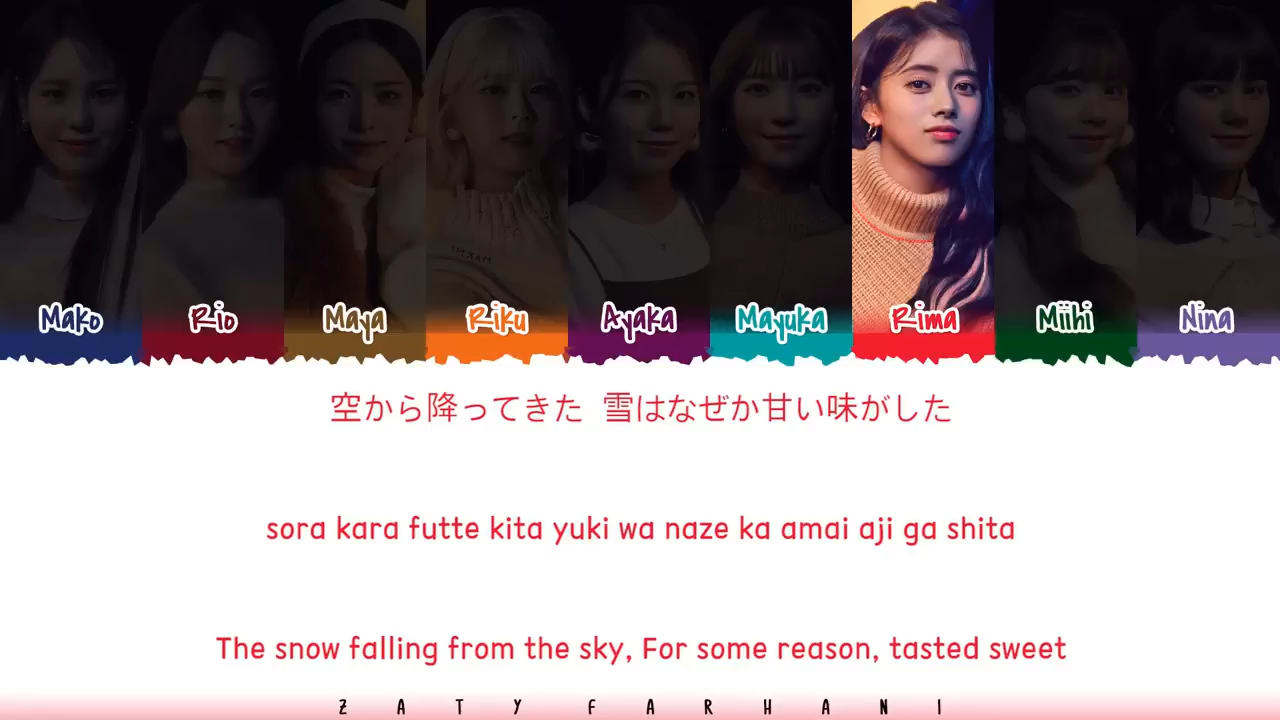 Mako Rio Maya Riku Ayaka Mayuka Rima Miihi Nina
空から降ってきた 雪はなぜか甘い味がした
sora kara futte kita yuki wa naze ka amai aji ga shita
The snow falling from the sky, For some reason, tasted sweet
ZATY FARHANI